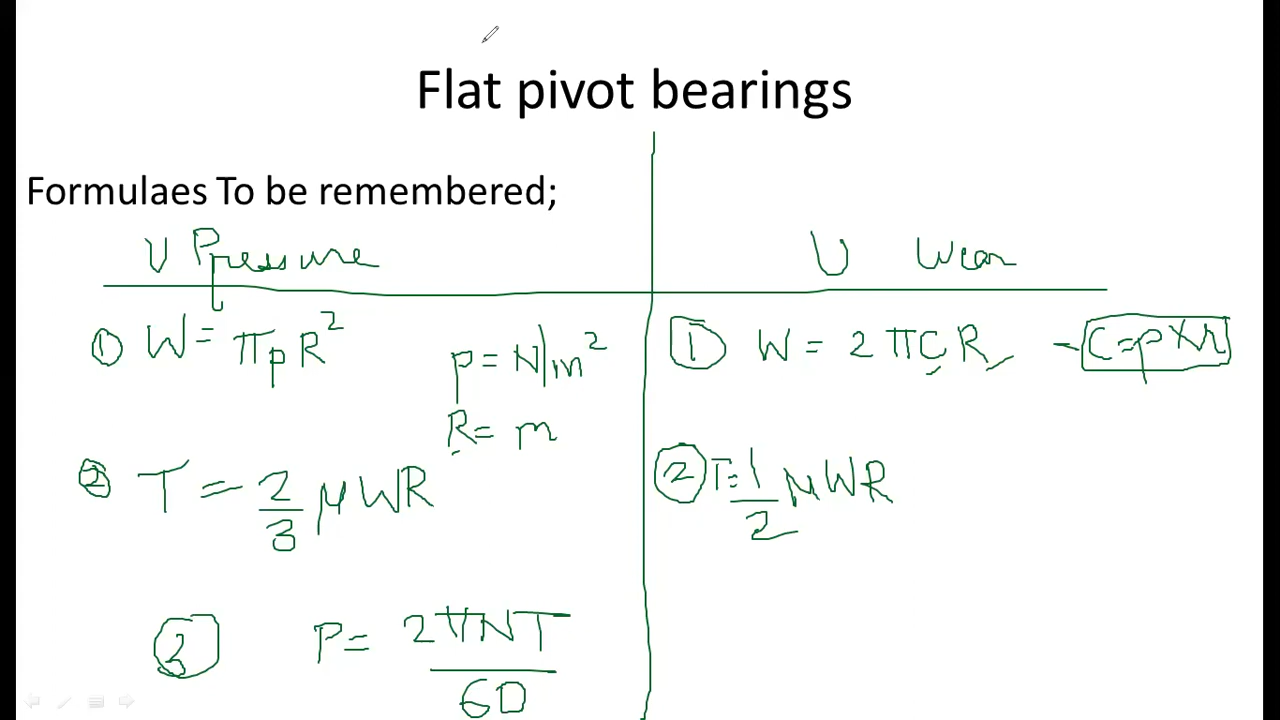 Flat pivot bearings
Formulaes To be remembered;
U Pressure
① W = πpR²
p = N/m²
R = m
② T = 2/3 μWR
③ P = 2πNT/60
U Wear
① W = 2πCR - C = p×r
② T = 1/2 μWR